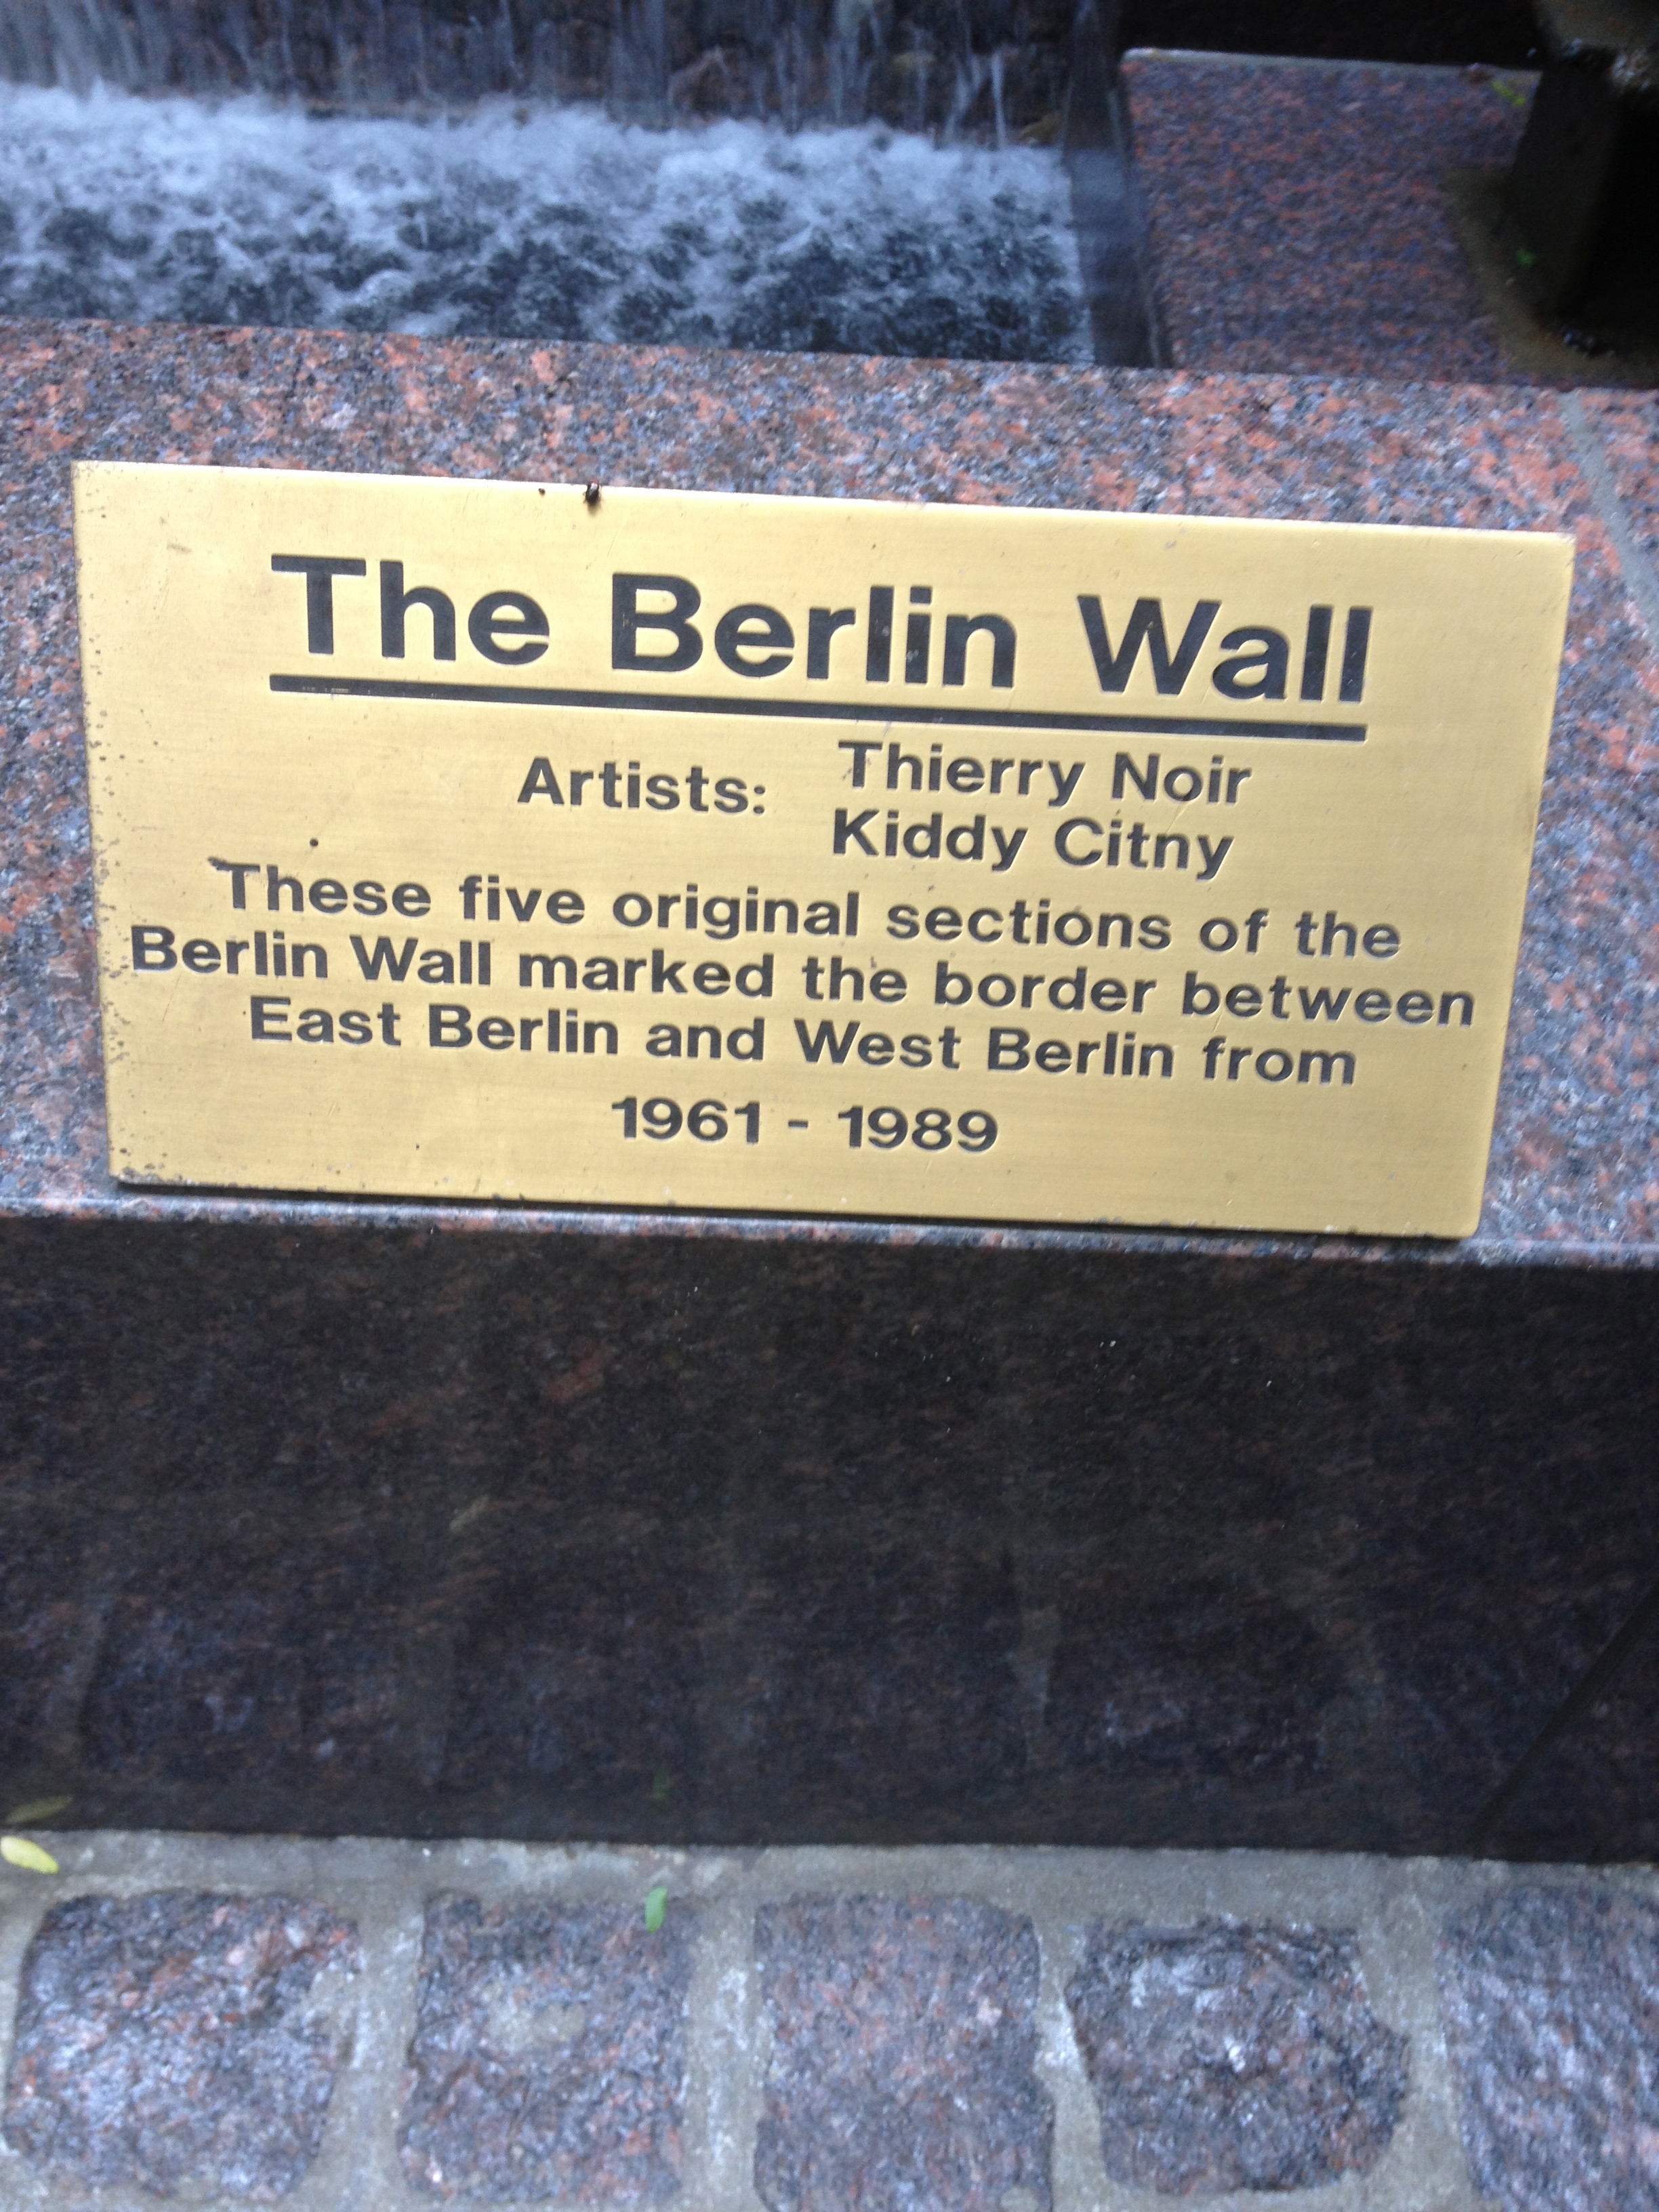 The Berlin Wall
Artists: Thierry Noir
Kiddy Citny
These five original sections of the
Berlin Wall marked the border between
East Berlin and West Berlin from
1961 - 1989